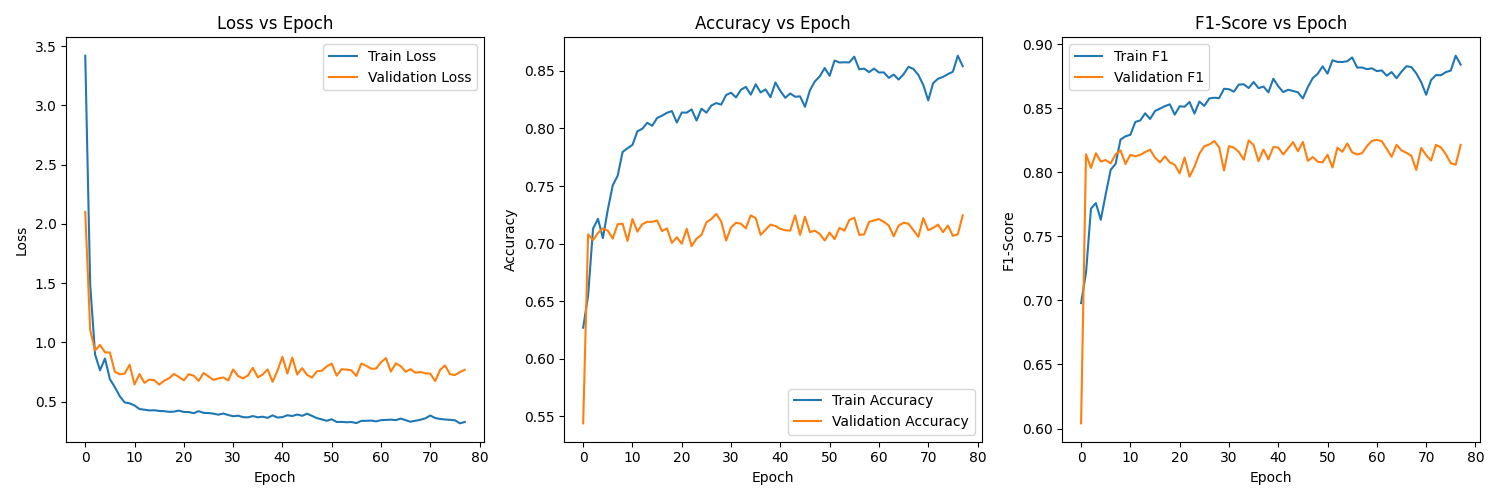 Loss vs Epoch
3.5
3.0
2.5
2.0
1.5
1.0
0.5
Loss
Train Loss
Validation Loss
0 10 20 30 40 50 60 70 80
Epoch
Accuracy vs Epoch
0.85
0.80
0.75
0.70
0.65
0.60
0.55
Accuracy
Train Accuracy
Validation Accuracy
0 10 20 30 40 50 60 70 80
Epoch
F1-Score vs Epoch
0.90
0.85
0.80
0.75
0.70
0.65
0.60
F1-Score
Train F1
Validation F1
0 10 20 30 40 50 60 70 80
Epoch